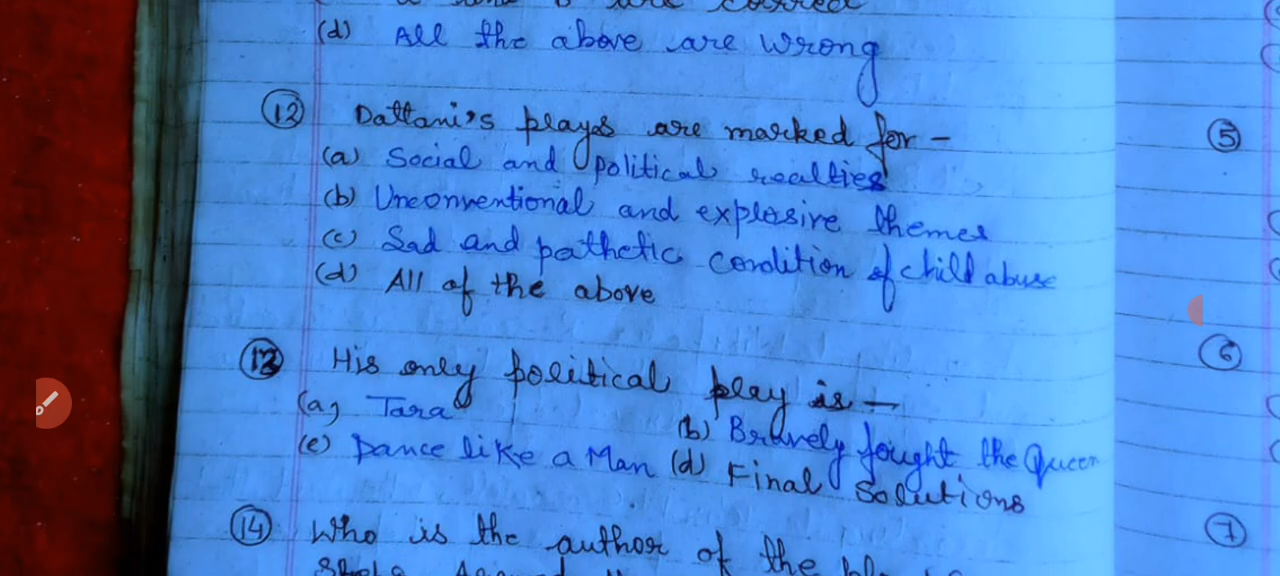 (d) All the above are wrong
(12) Dattani's plays are marked for -
(a) Social and political realties
(b) Unconventional and explosive themes
(c) Sad and pathetic condition of child abuse
(d) All of the above
(13) His only political play is -
(a) Tara
(b) Bravely fought the Queen
(c) Dance like a Man (d) Final Solutions
(14) Who is the author of the
(5)
(6)
(7)